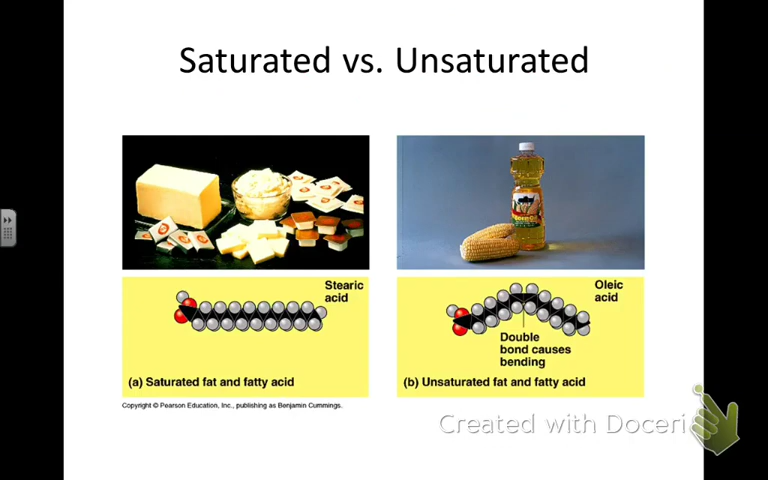 Saturated vs. Unsaturated
Stearic
acid
(a) Saturated fat and fatty acid
Oleic
acid
Double
bond causes
bending
(b) Unsaturated fat and fatty acid
Copyright © Pearson Education, Inc., publishing as Benjamin Cummings.
Created with Doceri